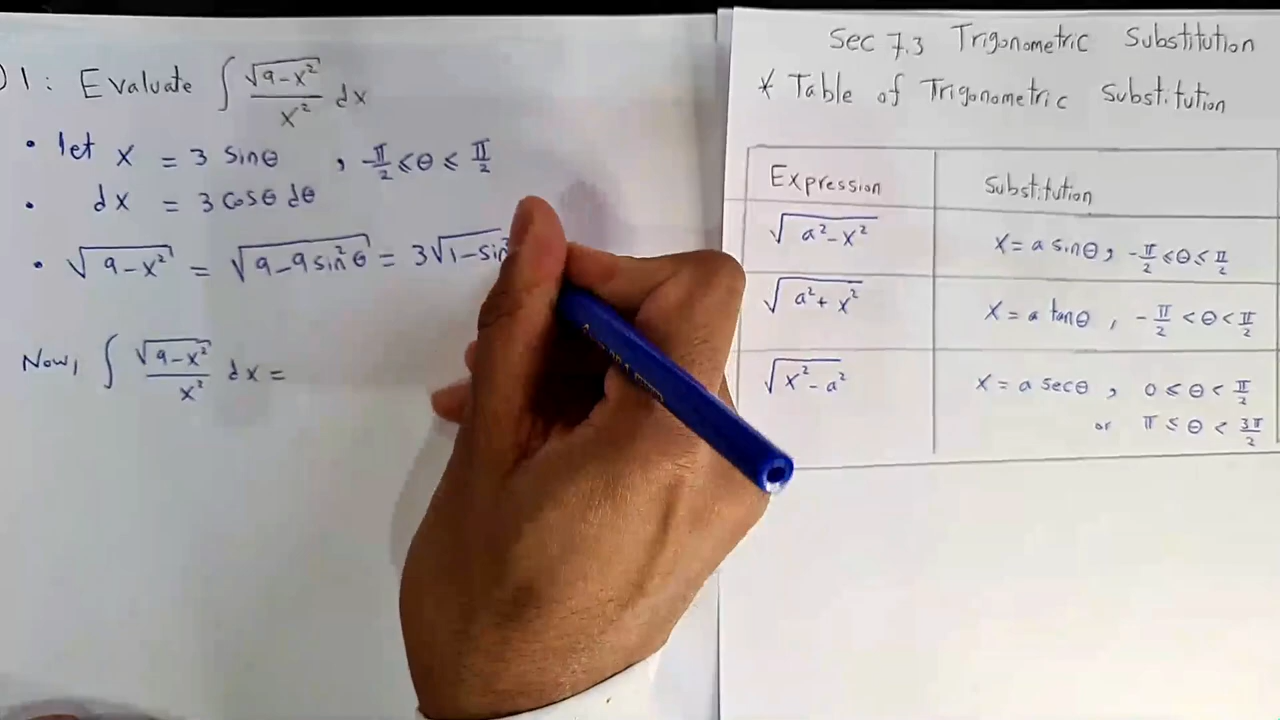 1: Evaluate ∫ √(9-x²)/x² dx
• let x = 3 sinθ , -π/2 ≤ θ ≤ π/2
• dx = 3 cosθ dθ
• √(9-x²) = √(9-9sin²θ) = 3√(1-sin²
Now, ∫ √(9-x²)/x² dx =
Sec 7.3 Trigonometric Substitution
* Table of Trigonometric Substitution
Expression Substitution
√(a²-x²) x = a sinθ, -π/2 ≤ θ ≤ π/2
√(a²+x²) x = a tanθ, -π/2 < θ < π/2
√(x²-a²) x = a secθ, 0 ≤ θ < π/2
or π ≤ θ < 3π/2